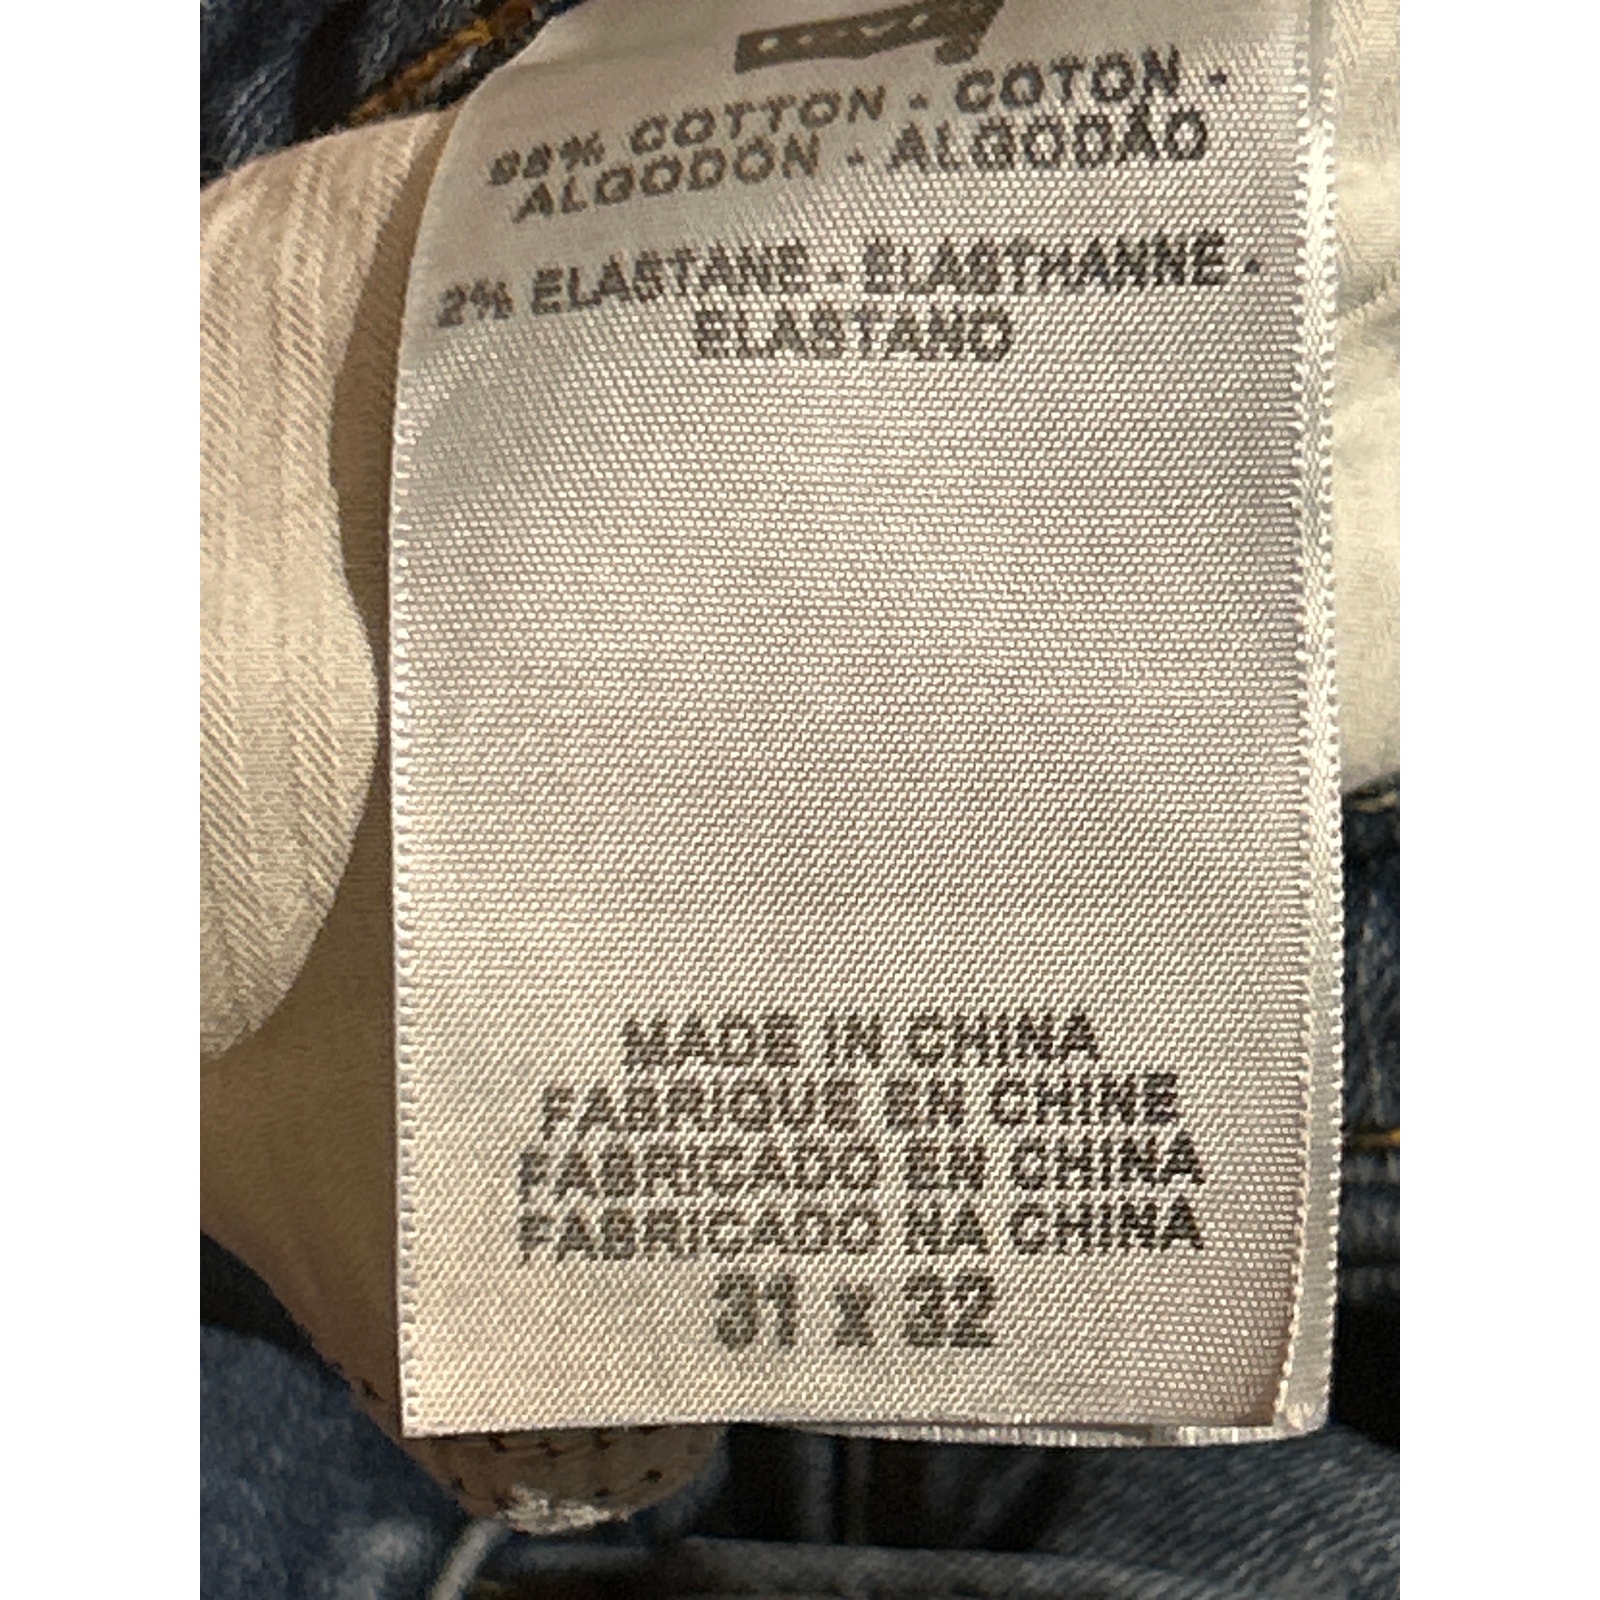 98% COTTON - COTON -
ALGODÓN - ALGODÃO
2% ELASTANE - ÉLASTHANNE -
ELASTANO
MADE IN CHINA
FABRIQUÉ EN CHINE
FABRICADO EN CHINA
FABRICADO NA CHINA
31 x 32